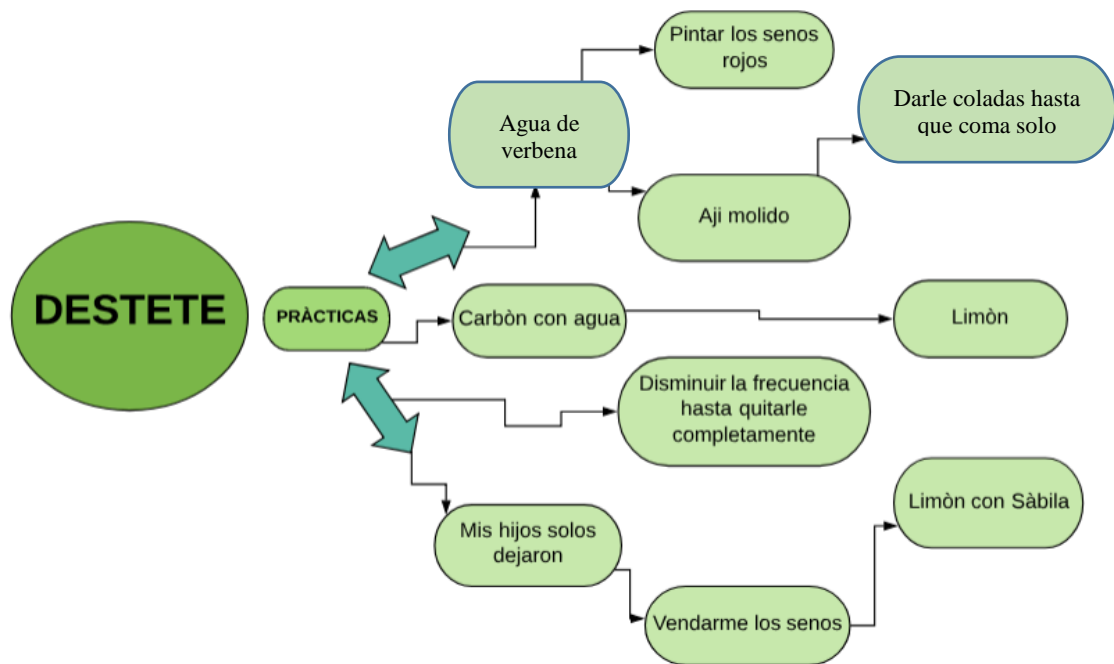 DESTETE
PRÀCTICAS
Agua de
verbena
Pintar los senos
rojos
Aji molido
Darle coladas hasta
que coma solo
Carbòn con agua
Limòn
Disminuir la frecuencia
hasta quitarle
completamente
Mis hijos solos
dejaron
Vendarme los senos
Limòn con Sàbila